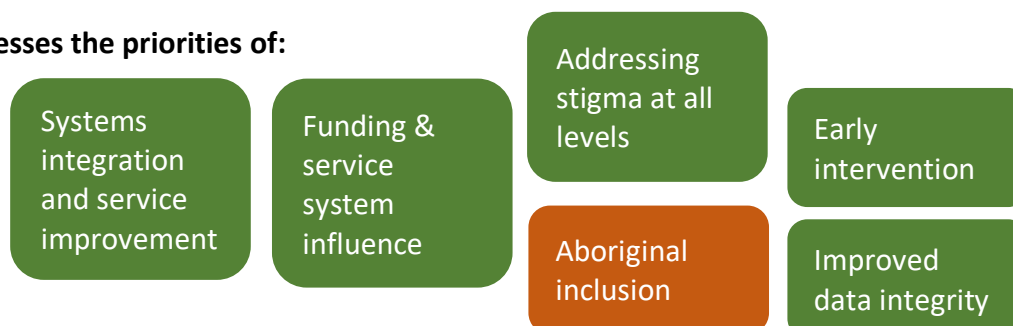 esses the priorities of:
Systems
integration
and service
improvement
Funding &
service
system
influence
Addressing
stigma at all
levels
Aboriginal
inclusion
Early
intervention
Improved
data integrity